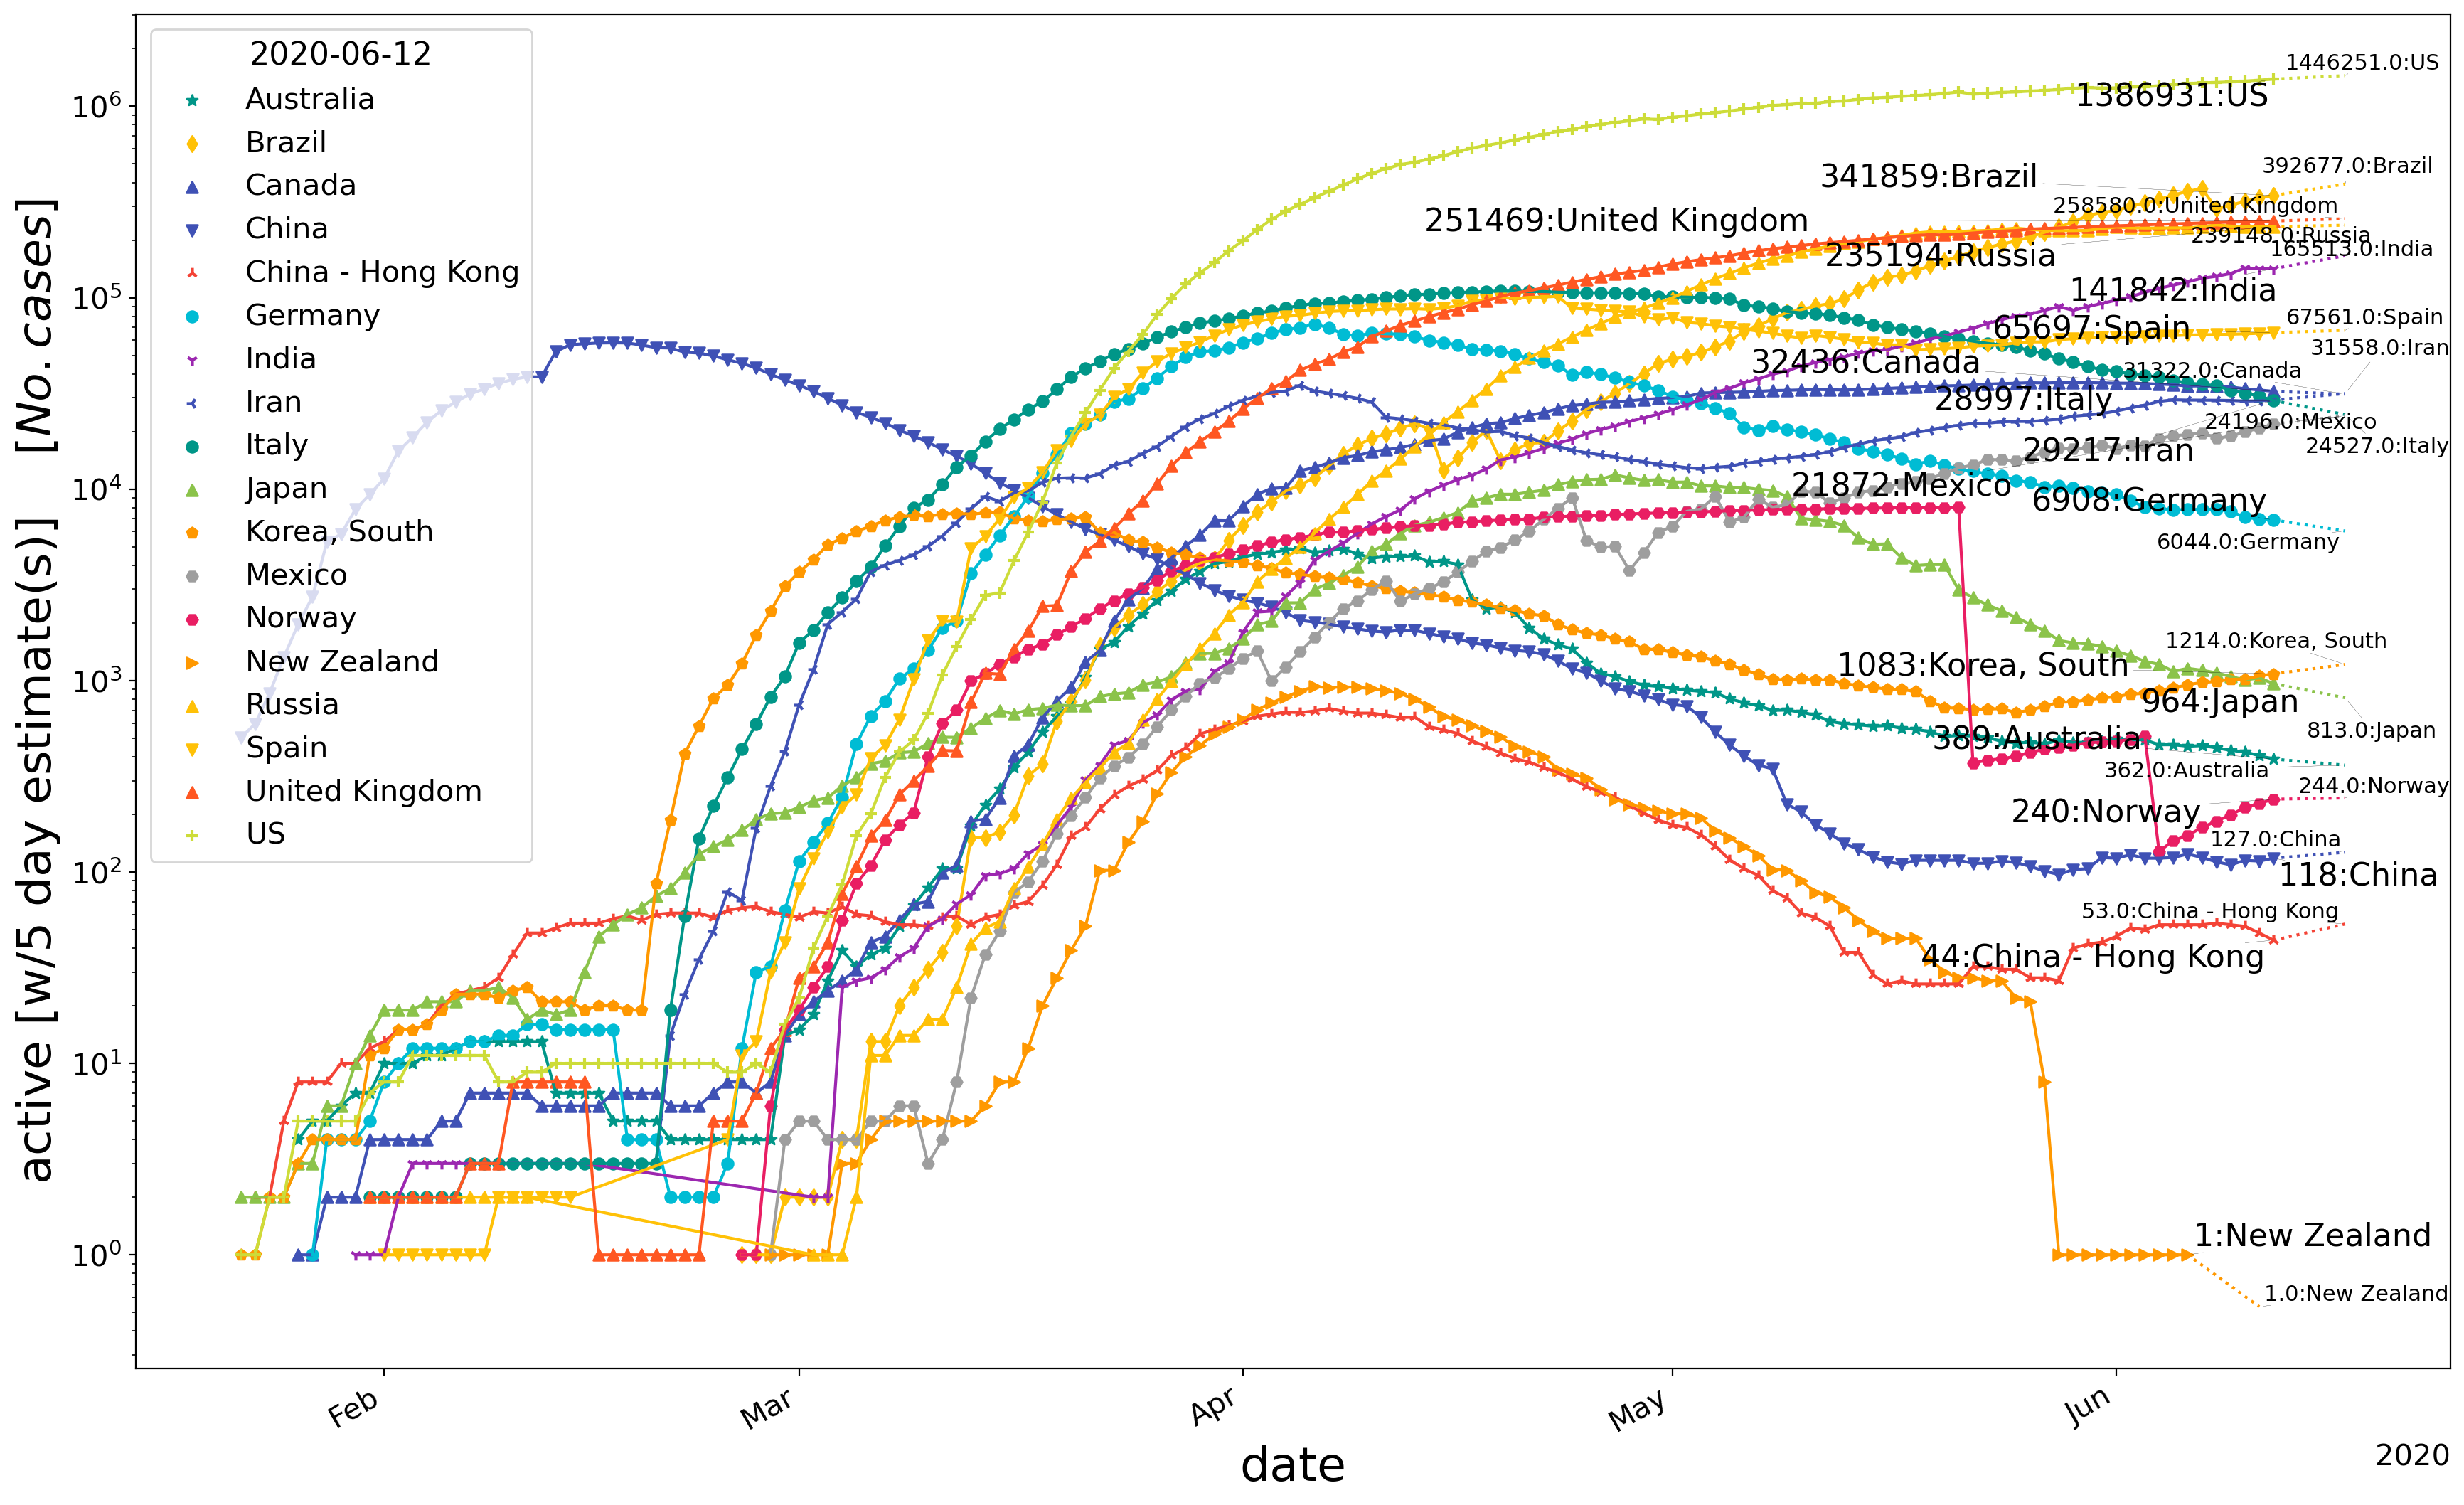 2020-06-12
Australia
Brazil
Canada
China
China - Hong Kong
Germany
India
Iran
Italy
Japan
Korea, South
Mexico
Norway
New Zealand
Russia
Spain
United Kingdom
US
active [w/5 day estimate(s)] [No.cases]
10⁶
10⁵
10⁴
10³
10²
10¹
10⁰
1446251.0:US
1386931:US
392677.0:Brazil
341859:Brazil
258580.0:United Kingdom
251469:United Kingdom
239148.0:Russia
235194:Russia
165513.0:India
141842:India
67561.0:Spain
65697:Spain
31558.0:Iran
32436:Canada
31322.0:Canada
28997:Italy
24196.0:Mexico
24527.0:Italy
29217:Iran
21872:Mexico
6908:Germany
6044.0:Germany
1214.0:Korea, South
1083:Korea, South
964:Japan
813.0:Japan
389:Australia
362.0:Australia
244.0:Norway
240:Norway
127.0:China
118:China
53.0:China - Hong Kong
44:China - Hong Kong
1:New Zealand
1.0:New Zealand
Feb
Mar
Apr
May
Jun
date
2020